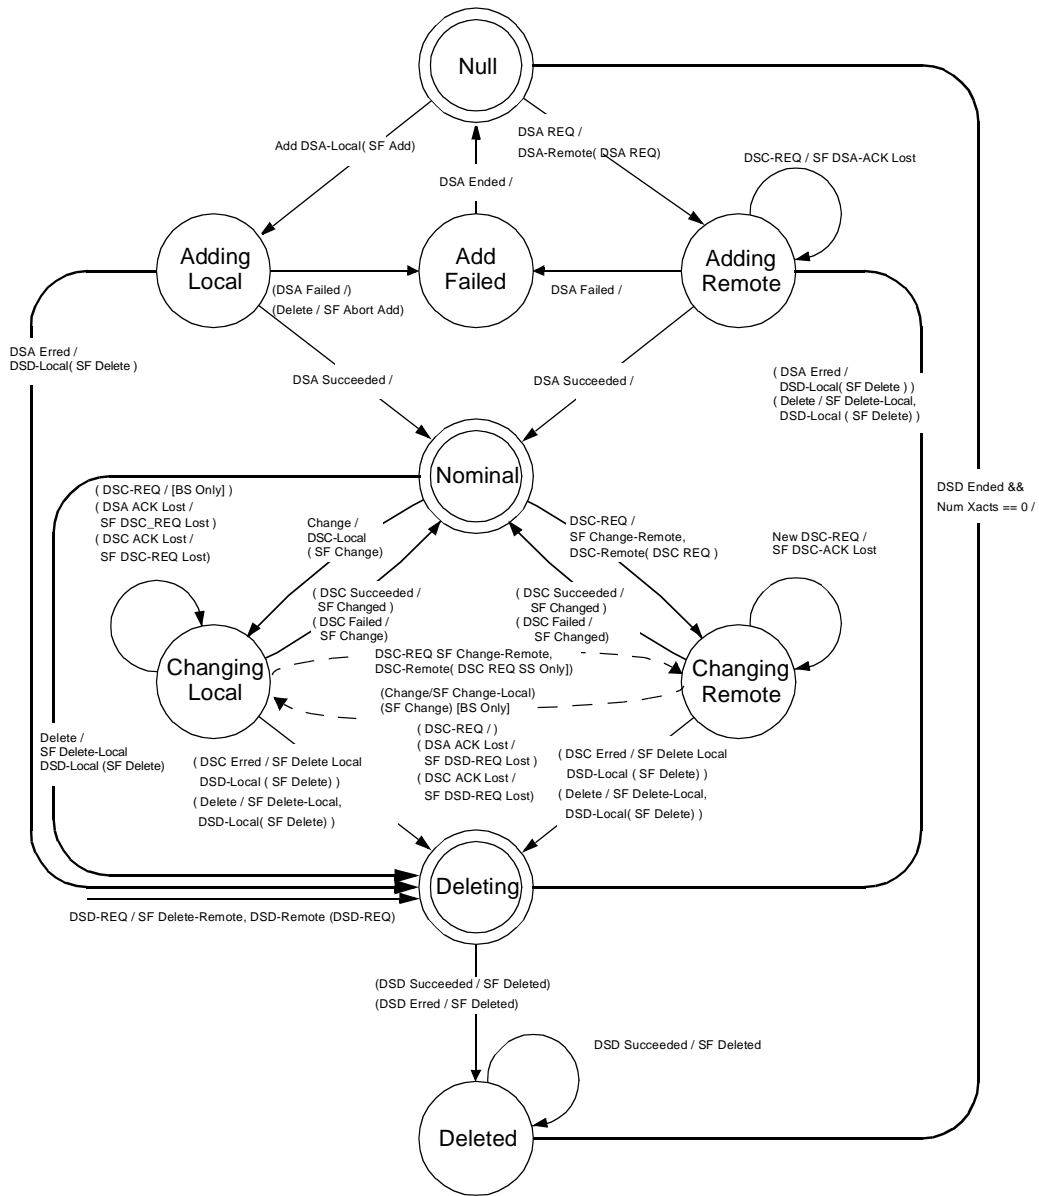 Null
Add DSA-Local( SF Add)
DSA REQ /
DSA-Remote( DSA REQ)
DSC-REQ / SF DSA-ACK Lost
DSA Ended /
Adding
Local
Add
Failed
Adding
Remote
(DSA Failed /)
(Delete / SF Abort Add)
DSA Failed /
DSA Erred /
DSD-Local( SF Delete )
DSA Succeeded /
DSA Succeeded /
( DSA Erred /
DSD-Local( SF Delete ) )
( Delete / SF Delete-Local,
DSD-Local ( SF Delete) )
Nominal
DSD Ended &&
Num Xacts == 0 /
( DSC-REQ / [BS Only] )
( DSA ACK Lost /
SF DSC_REQ Lost )
( DSC ACK Lost /
SF DSC-REQ Lost)
Change /
DSC-Local
( SF Change)
DSC-REQ /
SF Change-Remote,
DSC-Remote( DSC REQ )
New DSC-REQ /
SF DSC-ACK Lost
( DSC Succeeded /
SF Changed )
( DSC Failed /
SF Change)
( DSC Succeeded /
SF Changed )
( DSC Failed /
SF Changed)
Changing
Local
DSC-REQ SF Change-Remote,
DSC-Remote( DSC REQ SS Only])
(Change/SF Change-Local)
(SF Change) [BS Only]
Changing
Remote
Delete /
SF Delete-Local
DSD-Local (SF Delete)
( DSC Erred / SF Delete Local
DSD-Local ( SF Delete) )
( Delete / SF Delete-Local,
DSD-Local( SF Delete) )
( DSC-REQ / )
( DSA ACK Lost /
SF DSD-REQ Lost )
( DSC ACK Lost /
SF DSD-REQ Lost)
( DSC Erred / SF Delete Local
DSD-Local ( SF Delete) )
( Delete / SF Delete-Local,
DSD-Local( SF Delete) )
Deleting
DSD-REQ / SF Delete-Remote, DSD-Remote (DSD-REQ)
(DSD Succeeded / SF Deleted)
(DSD Erred / SF Deleted)
DSD Succeeded / SF Deleted
Deleted